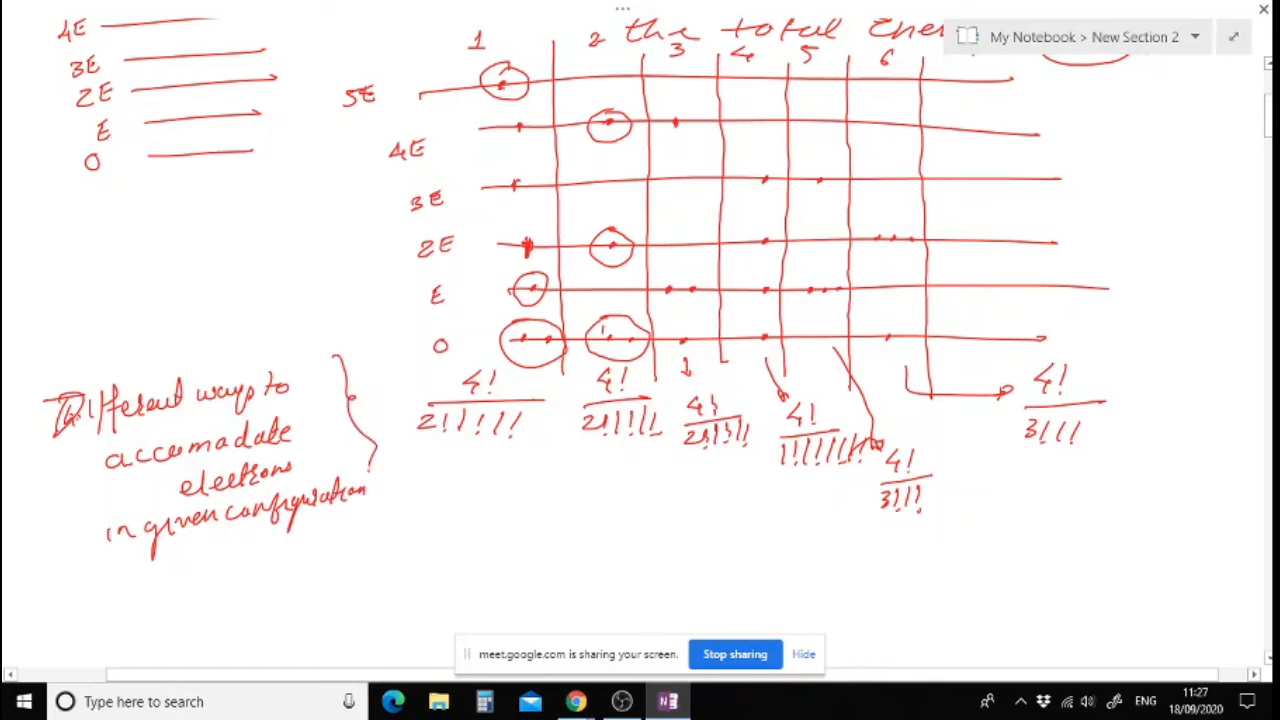 the total Ener
My Notebook > New Section 2
4E
3E
2E
E
0
1 2 3 4 5 6
5E
4E
3E
2E
E
0
Different ways to
accomadate
electrons
in given configuration
4!
2!1!1!
4!
2!1!1!
4!
2!1!1!
4!
1!1!1!1!
4!
3!1!
4!
3!1!
meet.google.com is sharing your screen.
Stop sharing
Hide
Type here to search
ENG
11:27
18/09/2020